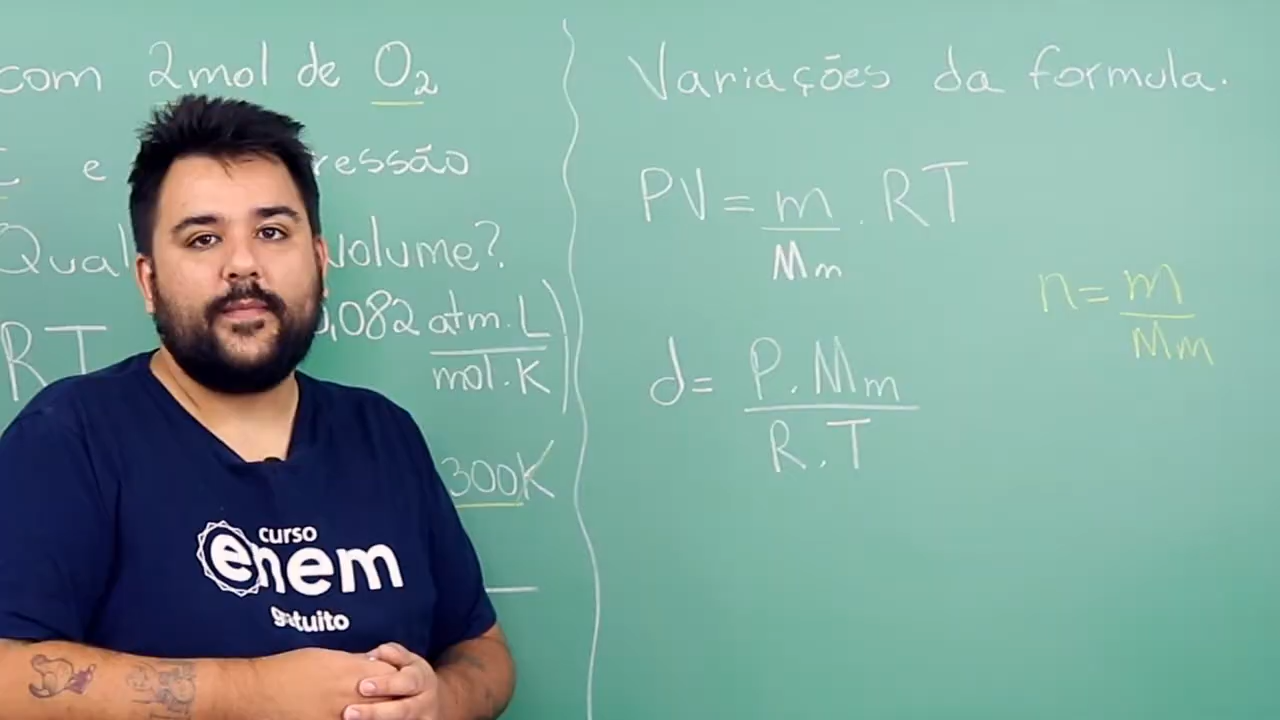 com 2mol de O₂
e ressão
Qual volume?
RT ,082 atm.L
mol.K
300K
Variações da formula.
PV = m . RT
Mm
n = m
Mm
d = P.Mm
R.T
curso
enem
gratuito